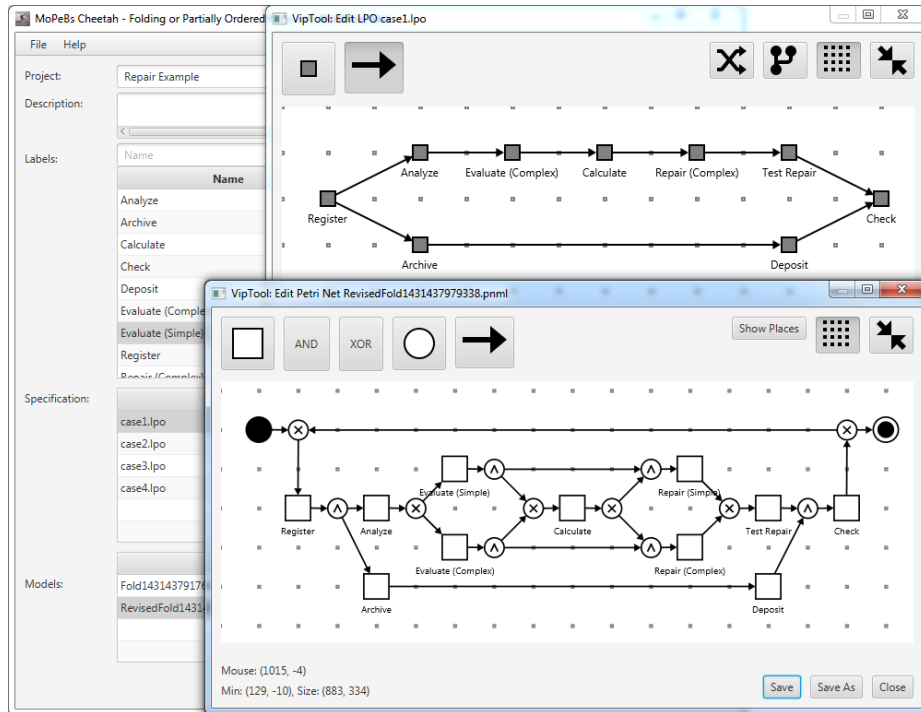 MoPeBs Cheetah - Folding or Partially Ordered
File Help
Project: Repair Example
Description:
Labels: Name
Name
Analyze
Archive
Calculate
Check
Deposit
Evaluate (Comple
Evaluate (Simple)
Register
Repair (Complex)
Specification:
case1.lpo
case2.lpo
case3.lpo
case4.lpo
Models:
Fold14314379176
RevisedFold14314
VipTool: Edit LPO case1.lpo
Analyze Evaluate (Complex) Calculate Repair (Complex) Test Repair
Register Check
Archive Deposit
VipTool: Edit Petri Net RevisedFold1431437979338.pnml
AND XOR Show Places
Evaluate (Simple) Repair (Simple)
Register Analyze Calculate Test Repair Check
Evaluate (Complex) Repair (Complex)
Archive Deposit
Mouse: (1015, -4)
Min: (129, -10), Size: (883, 334)
Save Save As Close